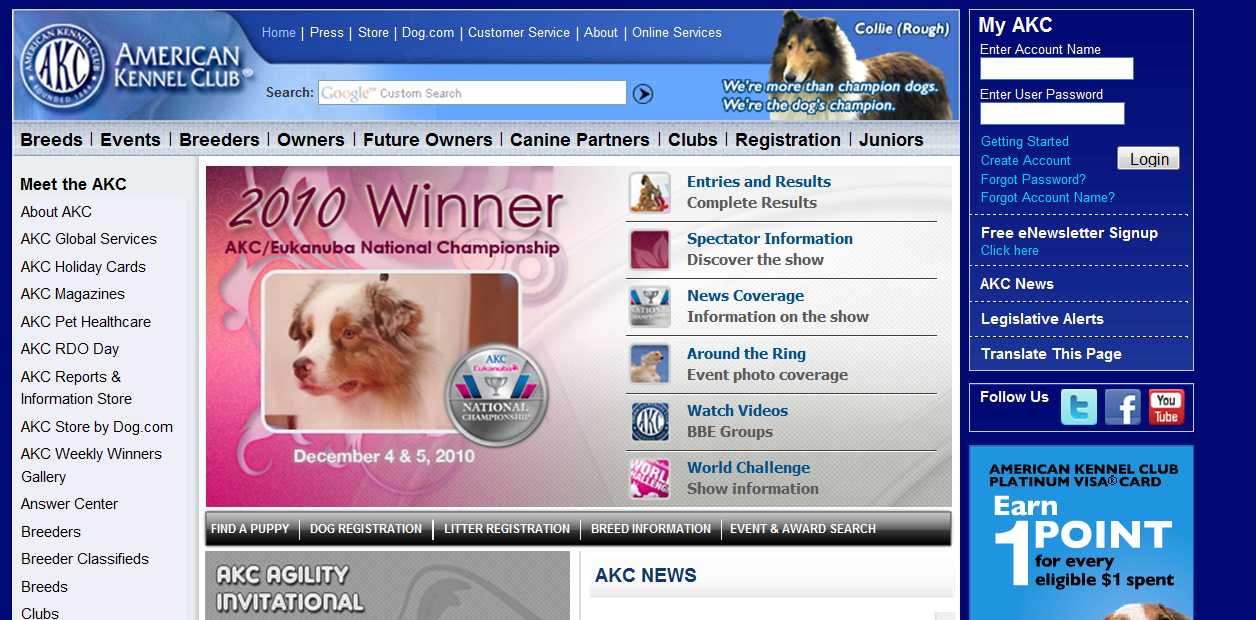 AMERICAN KENNEL CLUB
AKC
FOUNDED 1884
AMERICAN
KENNEL CLUB®
Home | Press | Store | Dog.com | Customer Service | About | Online Services
Collie (Rough)
Search: Google™ Custom Search
We're more than champion dogs.
We're the dog's champion.
Breeds | Events | Breeders | Owners | Future Owners | Canine Partners | Clubs | Registration | Juniors
Meet the AKC
About AKC
AKC Global Services
AKC Holiday Cards
AKC Magazines
AKC Pet Healthcare
AKC RDO Day
AKC Reports &
Information Store
AKC Store by Dog.com
AKC Weekly Winners
Gallery
Answer Center
Breeders
Breeder Classifieds
Breeds
Clubs
2010 Winner
AKC/Eukanuba National Championship
AKC
Eukanuba
NATIONAL
CHAMPIONSHIP
December 4 & 5, 2010
Entries and Results
Complete Results
Spectator Information
Discover the show
NATIONAL
News Coverage
Information on the show
Around the Ring
Event photo coverage
AKC
Watch Videos
BBE Groups
WORLD
CHALLENGE
World Challenge
Show information
FIND A PUPPY | DOG REGISTRATION | LITTER REGISTRATION | BREED INFORMATION | EVENT & AWARD SEARCH
AKC AGILITY
INVITATIONAL
AKC NEWS
My AKC
Enter Account Name
Enter User Password
Getting Started
Create Account
Forgot Password?
Forgot Account Name?
Login
Free eNewsletter Signup
Click here
AKC News
Legislative Alerts
Translate This Page
Follow Us
t
f
You
Tube
AMERICAN KENNEL CLUB
PLATINUM VISA® CARD
Earn
1 POINT
for every
eligible $1 spent